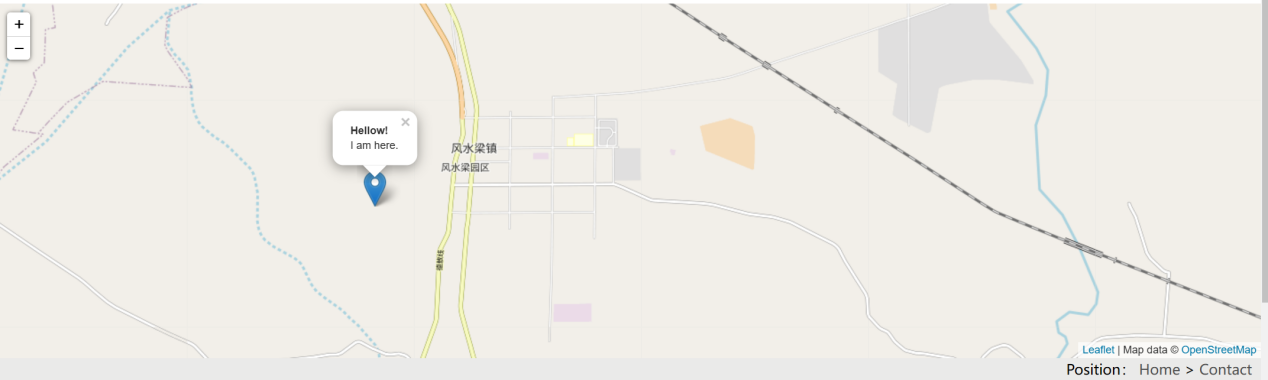 +
−
Hellow!
I am here.
×
风水梁镇
风水梁园区
Leaflet | Map data © OpenStreetMap
Position： Home > Contact